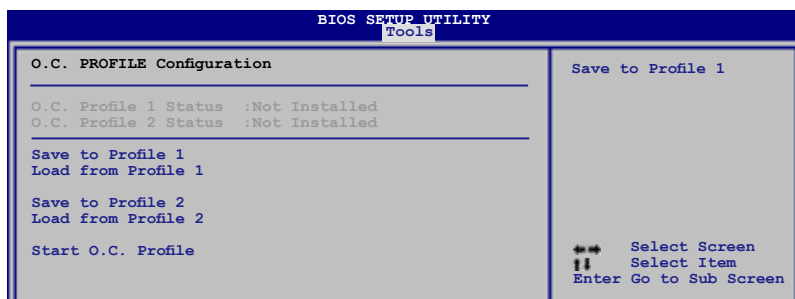 BIOS SETUP UTILITY
Tools
O.C. PROFILE Configuration
O.C. Profile 1 Status :Not Installed
O.C. Profile 2 Status :Not Installed
Save to Profile 1
Load from Profile 1
Save to Profile 2
Load from Profile 2
Start O.C. Profile
Save to Profile 1
Select Screen
Select Item
Enter Go to Sub Screen